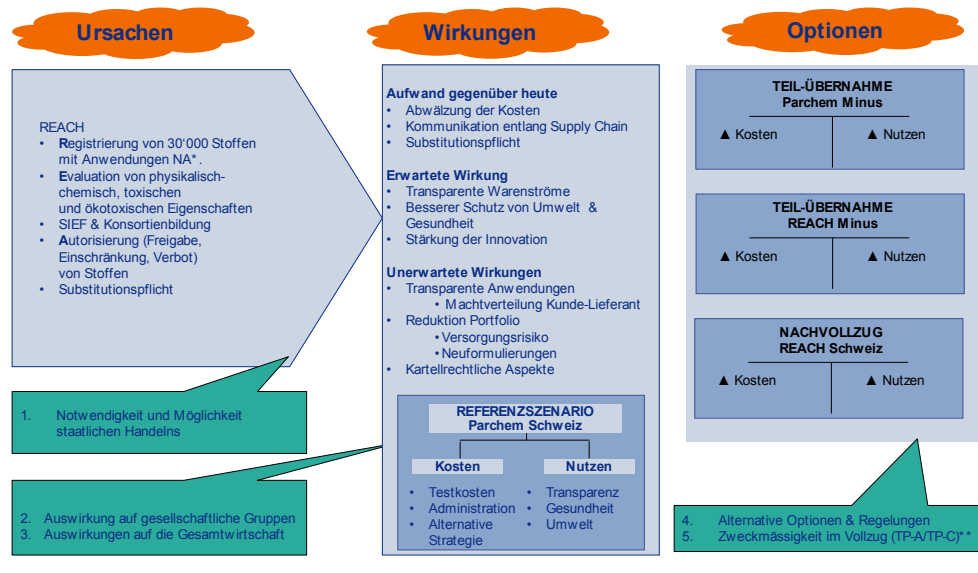 Ursachen
REACH
• Registrierung von 30'000 Stoffen
mit Anwendungen NA*.
• Evaluation von physikalisch-
chemisch, toxischen
und ökotoxischen Eigenschaften
• SIEF & Konsortienbildung
• Autorisierung (Freigabe,
Einschränkung, Verbot)
von Stoffen
• Substitutionspflicht
1. Notwendigkeit und Möglichkeit
staatlichen Handelns
2. Auswirkung auf gesellschaftliche Gruppen
3. Auswirkungen auf die Gesamtwirtschaft
Wirkungen
Aufwand gegenüber heute
• Abwälzung der Kosten
• Kommunikation entlang Supply Chain
• Substitutionspflicht
Erwartete Wirkung
• Transparente Warenströme
• Besserer Schutz von Umwelt &
Gesundheit
• Stärkung der Innovation
Unerwartete Wirkungen
• Transparente Anwendungen
• Machtverteilung Kunde-Lieferant
• Reduktion Portfolio
• Versorgungsrisiko
• Neuformulierungen
• Kartellrechtliche Aspekte
REFERENZSZENARIO
Parchem Schweiz
Kosten
• Testkosten
• Administration
• Alternative
Strategie
Nutzen
• Transparenz
• Gesundheit
• Umwelt
Optionen
TEIL-ÜBERNAHME
Parchem Minus
▲ Kosten ▲ Nutzen
TEIL-ÜBERNAHME
REACH Minus
▲ Kosten ▲ Nutzen
NACHVOLLZUG
REACH Schweiz
▲ Kosten ▲ Nutzen
4. Alternative Optionen & Regelungen
5. Zweckmässigkeit im Vollzug (TP-A/TP-C)**